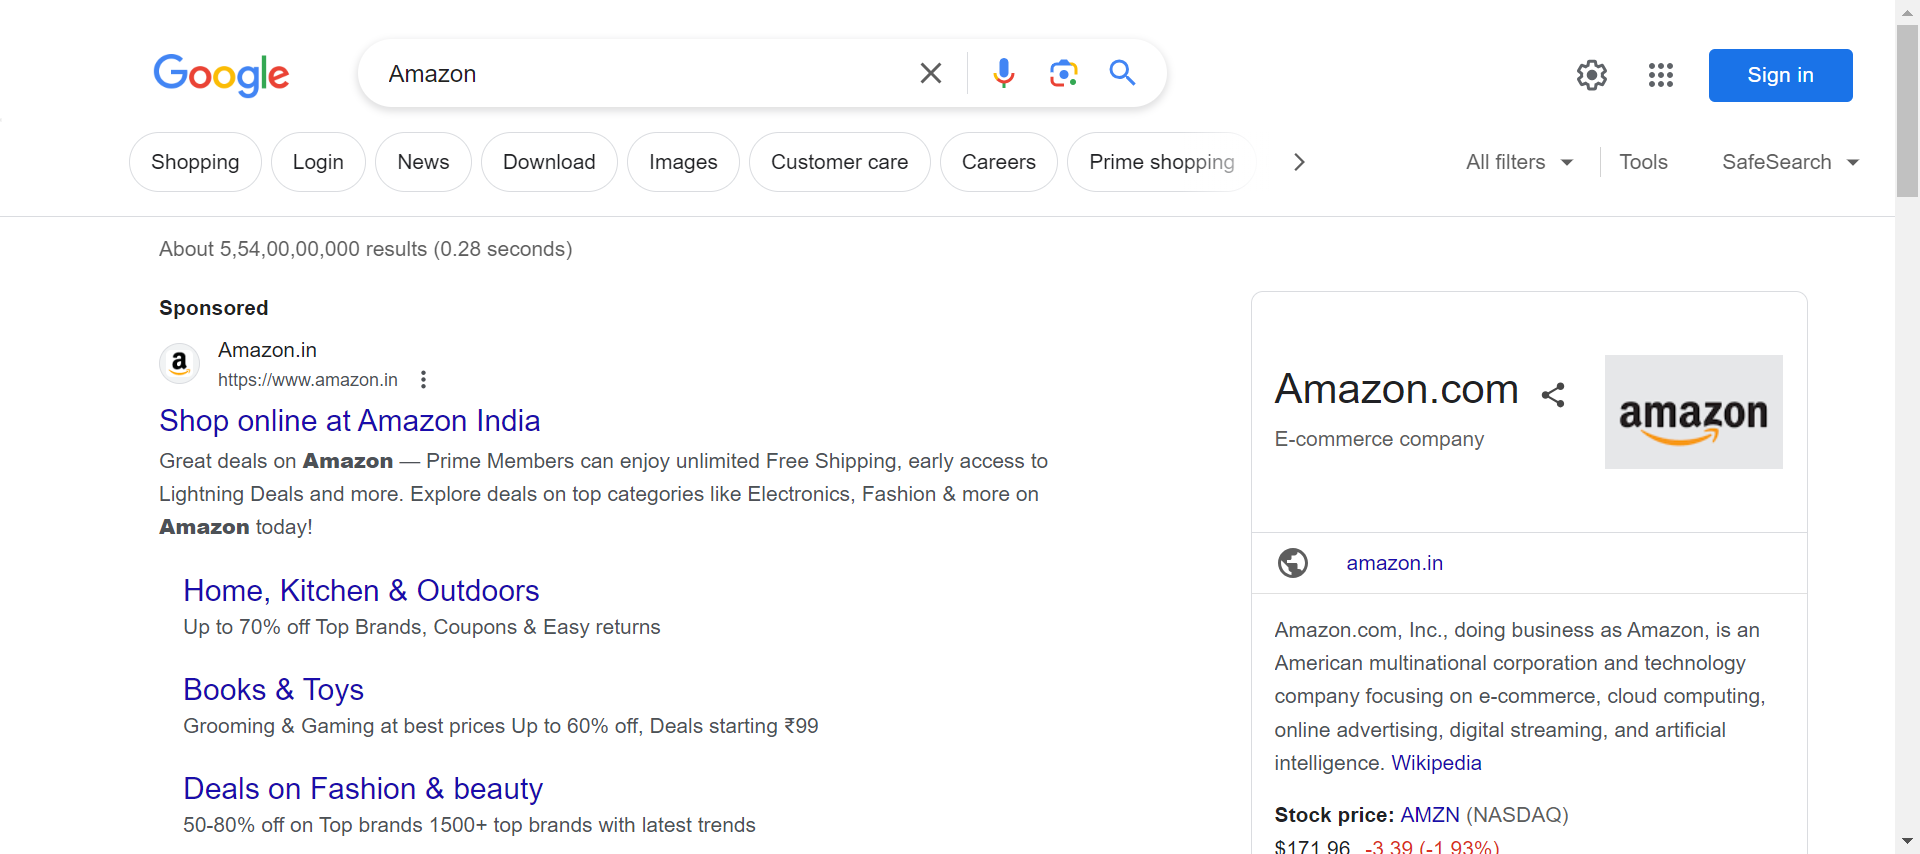 Google
Amazon
Sign in
Shopping
Login
News
Download
Images
Customer care
Careers
Prime shopping
All filters
Tools
SafeSearch
About 5,54,00,00,000 results (0.28 seconds)
Sponsored
a
Amazon.in
https://www.amazon.in
Shop online at Amazon India
Great deals on Amazon — Prime Members can enjoy unlimited Free Shipping, early access to
Lightning Deals and more. Explore deals on top categories like Electronics, Fashion & more on
Amazon today!
Home, Kitchen & Outdoors
Up to 70% off Top Brands, Coupons & Easy returns
Books & Toys
Grooming & Gaming at best prices Up to 60% off, Deals starting ₹99
Deals on Fashion & beauty
50-80% off on Top brands 1500+ top brands with latest trends
Amazon.com
E-commerce company
amazon
amazon.in
Amazon.com, Inc., doing business as Amazon, is an
American multinational corporation and technology
company focusing on e-commerce, cloud computing,
online advertising, digital streaming, and artificial
intelligence. Wikipedia
Stock price: AMZN (NASDAQ)
$171.96 -3.39 (-1.93%)